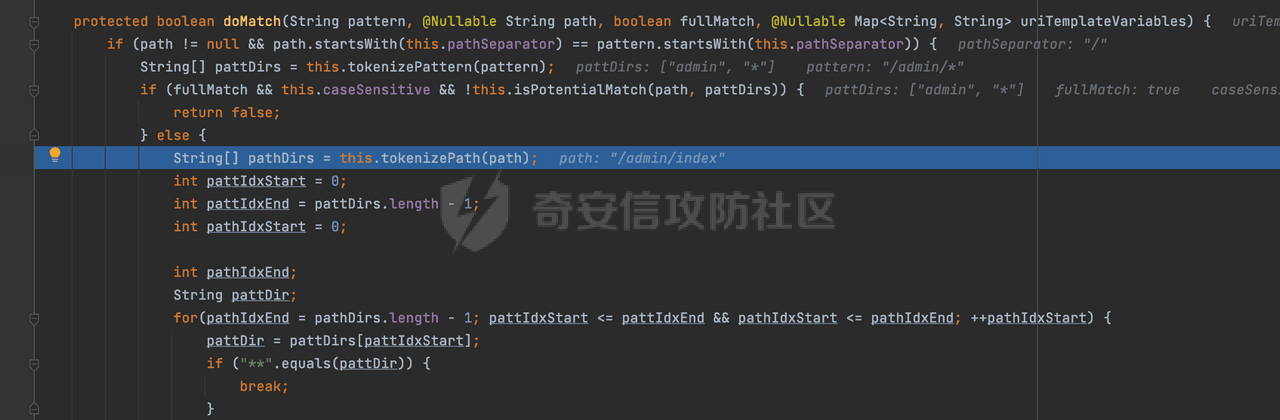 protected boolean doMatch(String pattern, @Nullable String path, boolean fullMatch, @Nullable Map<String, String> uriTemplateVariables) {
if (path != null && path.startsWith(this.pathSeparator) == pattern.startsWith(this.pathSeparator)) { pathSeparator: "/"
String[] pattDirs = this.tokenizePattern(pattern); pattDirs: ["admin", "*"] pattern: "/admin/*"
if (fullMatch && this.caseSensitive && !this.isPotentialMatch(path, pattDirs)) { pattDirs: ["admin", "*"] fullMatch: true
return false;
} else {
String[] pathDirs = this.tokenizePath(path); path: "/admin/index"
int pattIdxStart = 0;
int pattIdxEnd = pattDirs.length - 1;
int pathIdxStart = 0;
奇安信攻防社区
int pathIdxEnd;
String pattDir;
for(pathIdxEnd = pathDirs.length - 1; pattIdxStart <= pattIdxEnd && pathIdxStart <= pathIdxEnd; ++pathIdxStart) {
pattDir = pattDirs[pattIdxStart];
if ("**".equals(pattDir)) {
break;
}